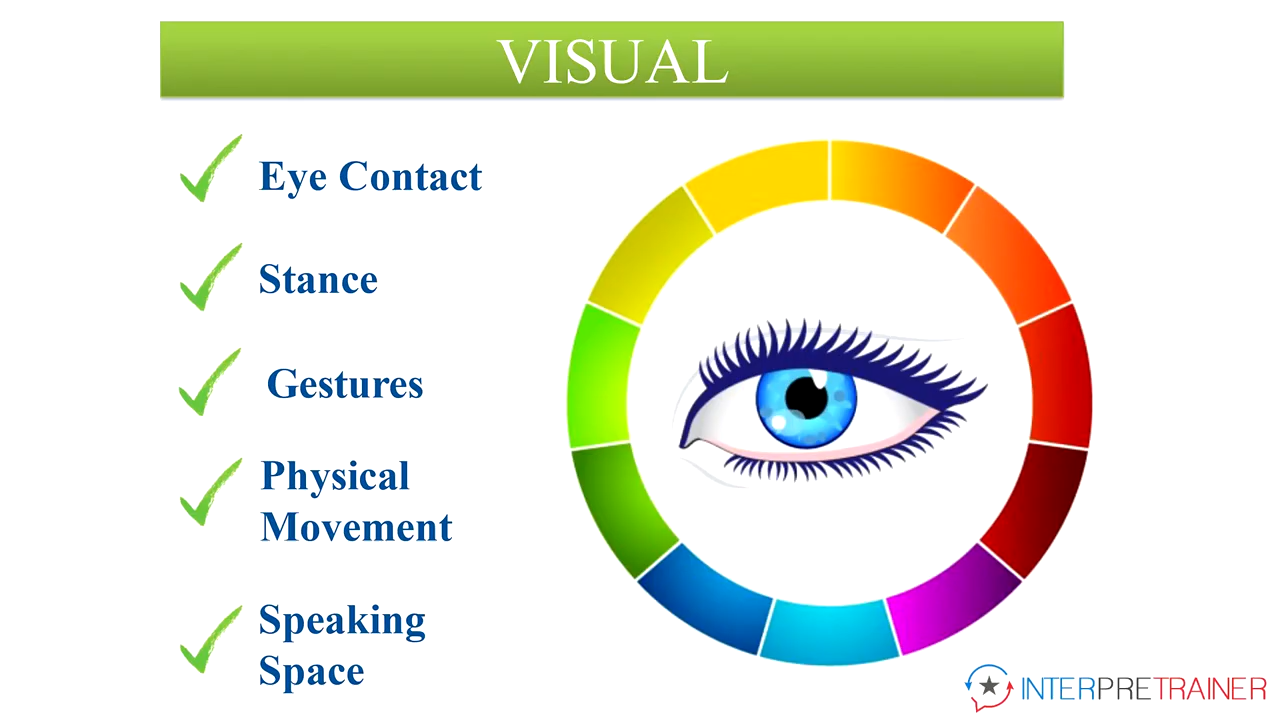 VISUAL
Eye Contact
Stance
Gestures
Physical
Movement
Speaking
Space
INTERPRETRAINER